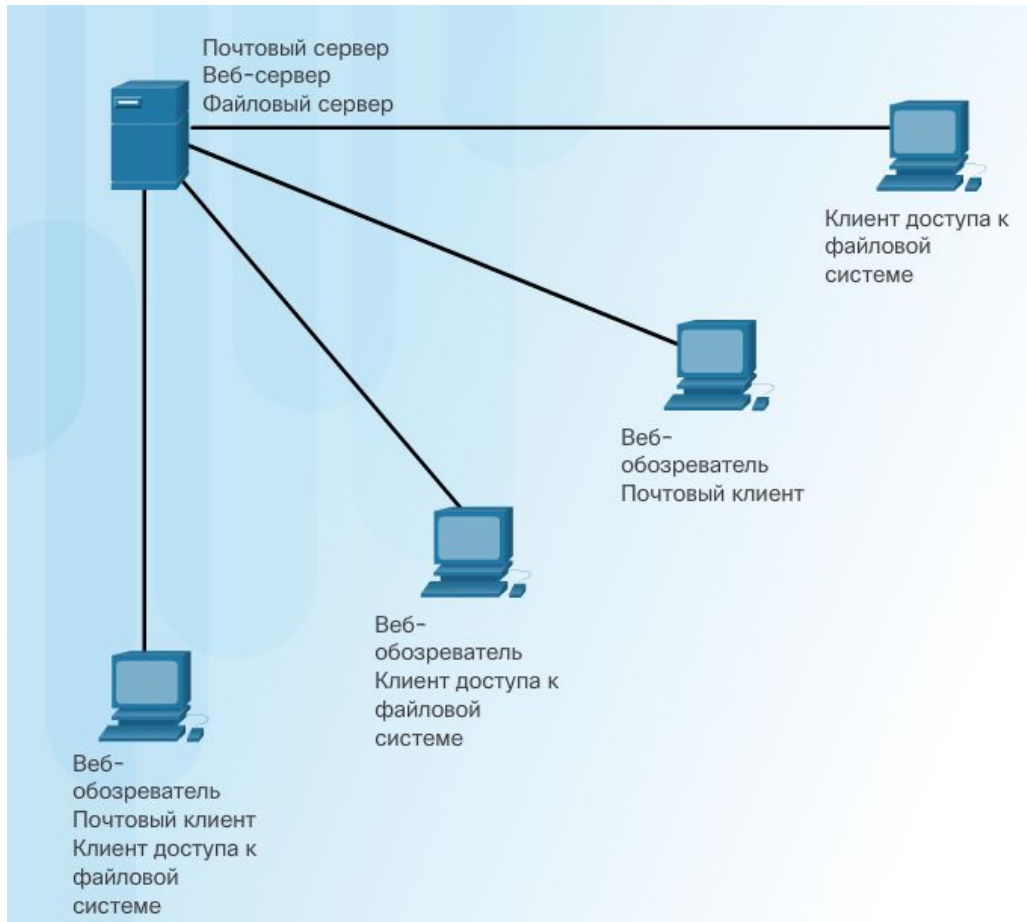 Почтовый сервер
Веб-сервер
Файловый сервер
Клиент доступа к
файловой
системе
Веб-
обозреватель
Почтовый клиент
Веб-
обозреватель
Клиент доступа к
файловой
системе
Веб-
обозреватель
Почтовый клиент
Клиент доступа к
файловой
системе